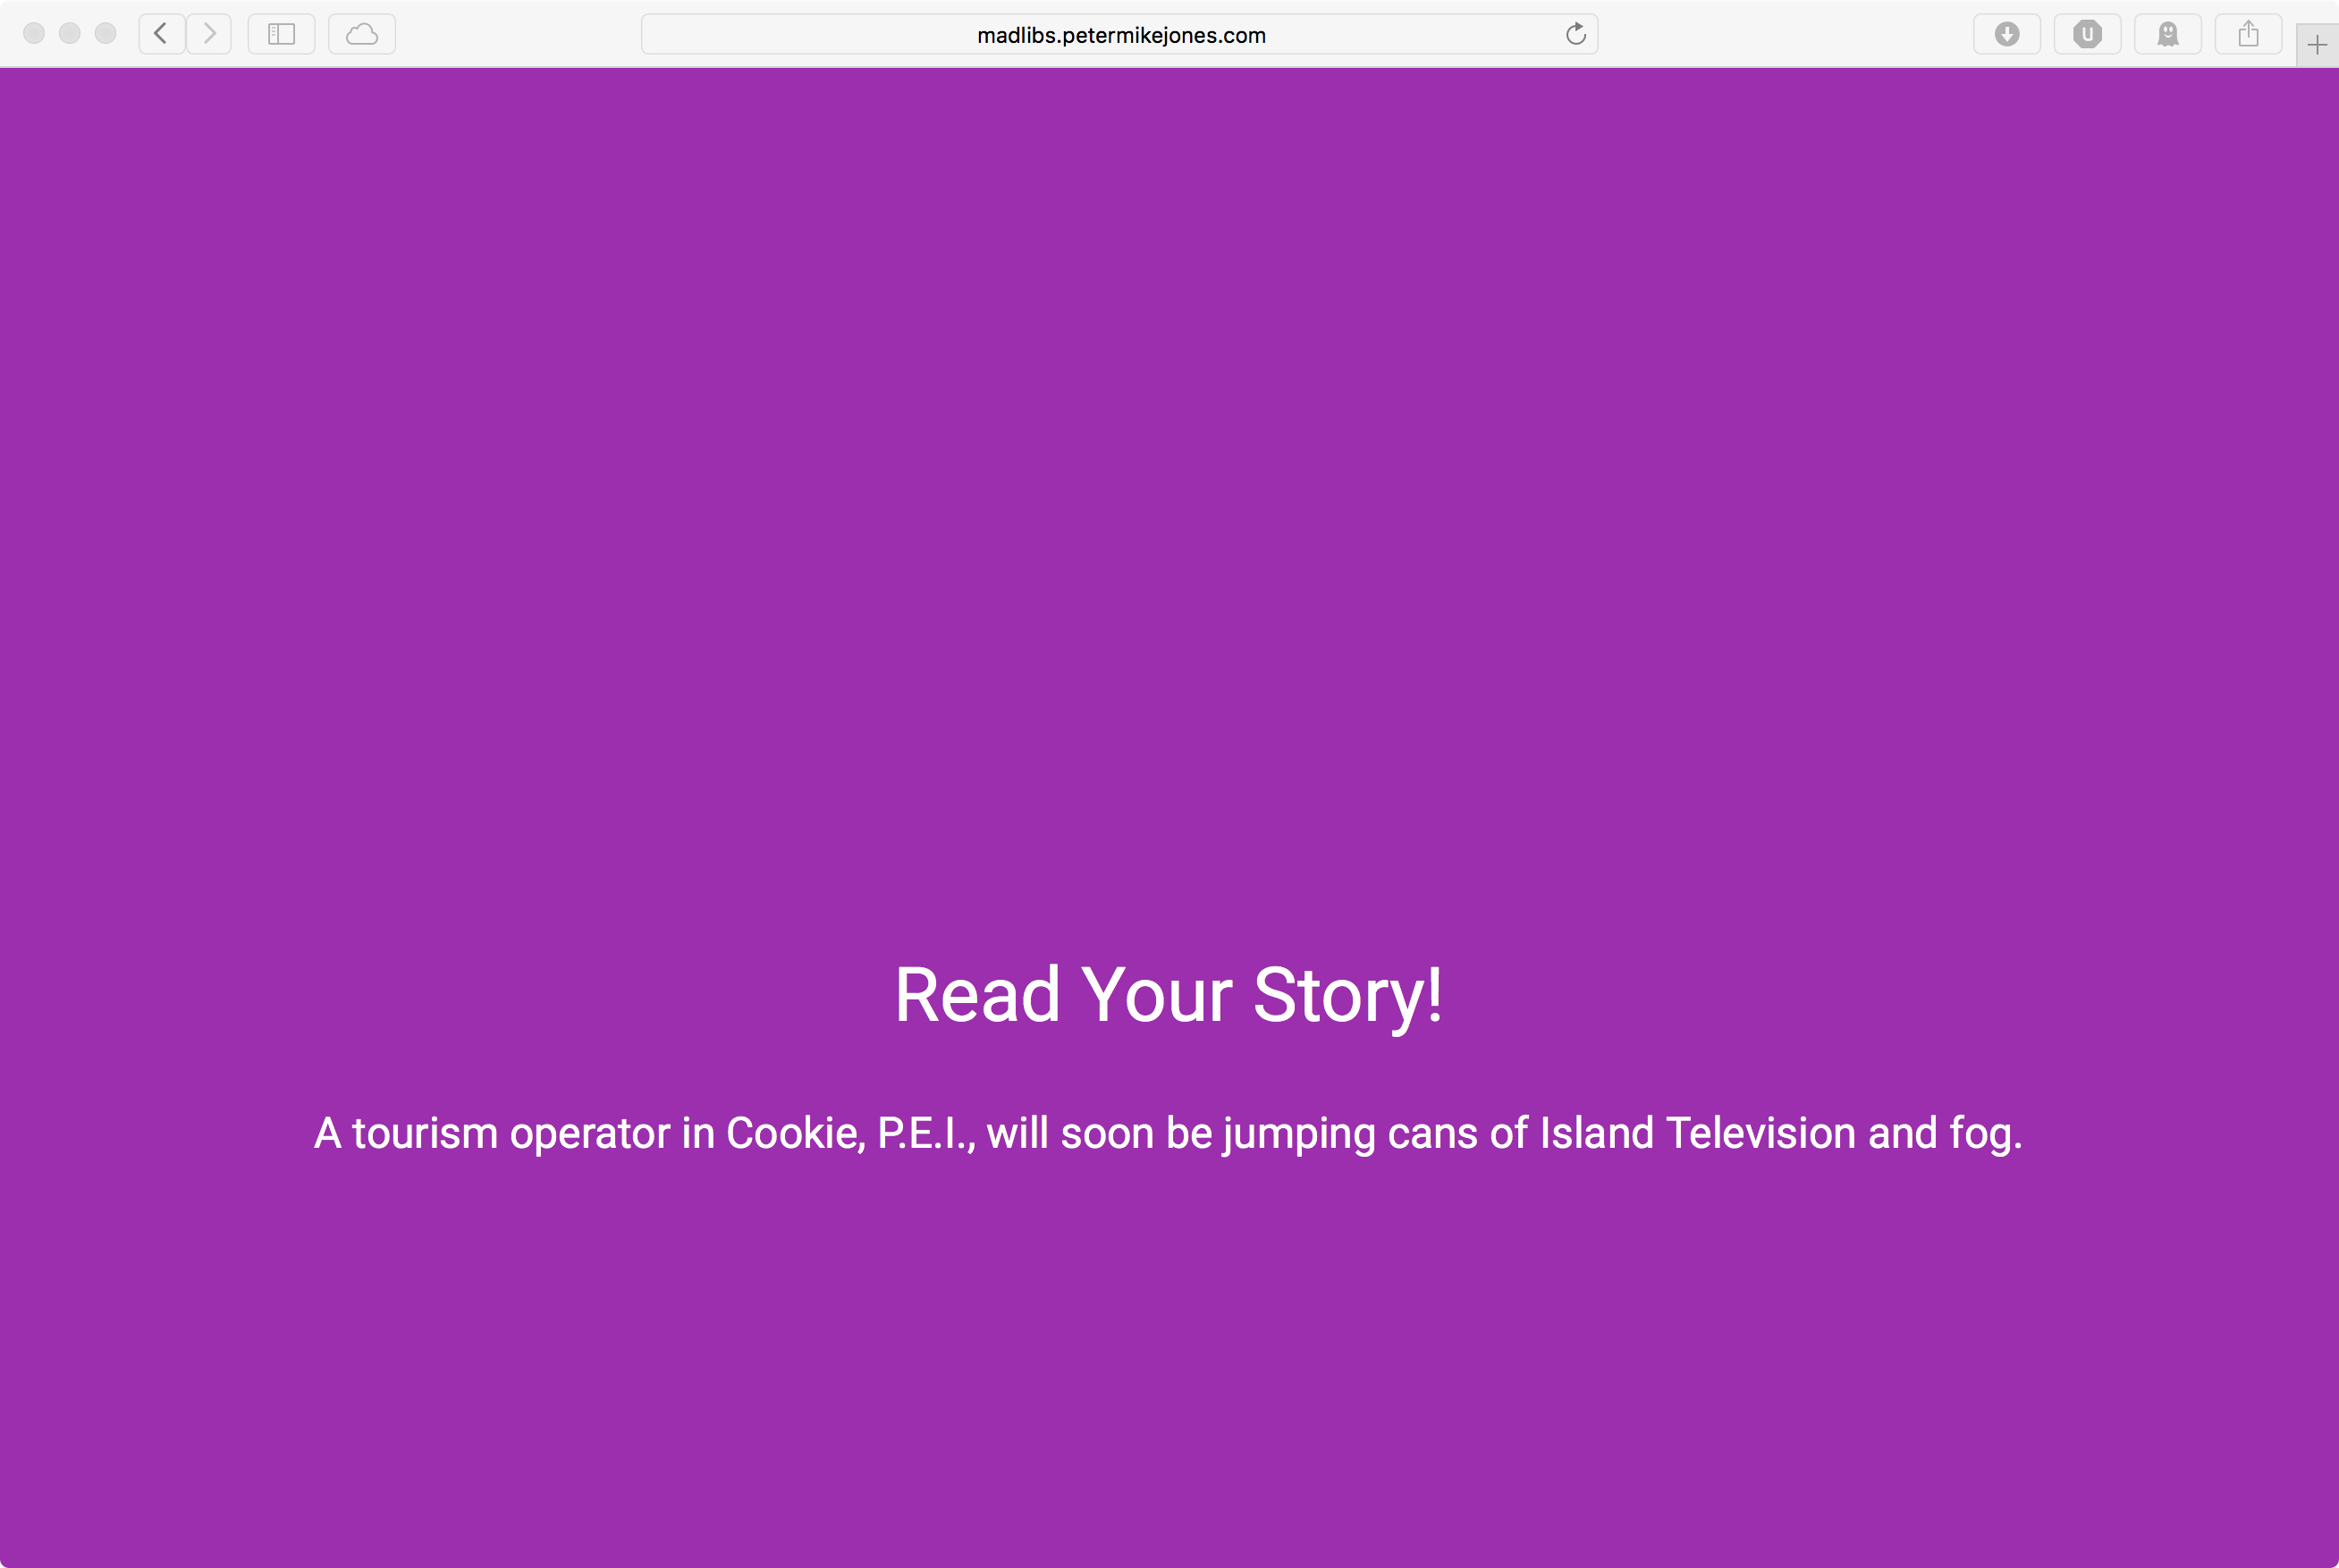 madlibs.petermikejones.com
U
Read Your Story!
A tourism operator in Cookie, P.E.I., will soon be jumping cans of Island Television and fog.